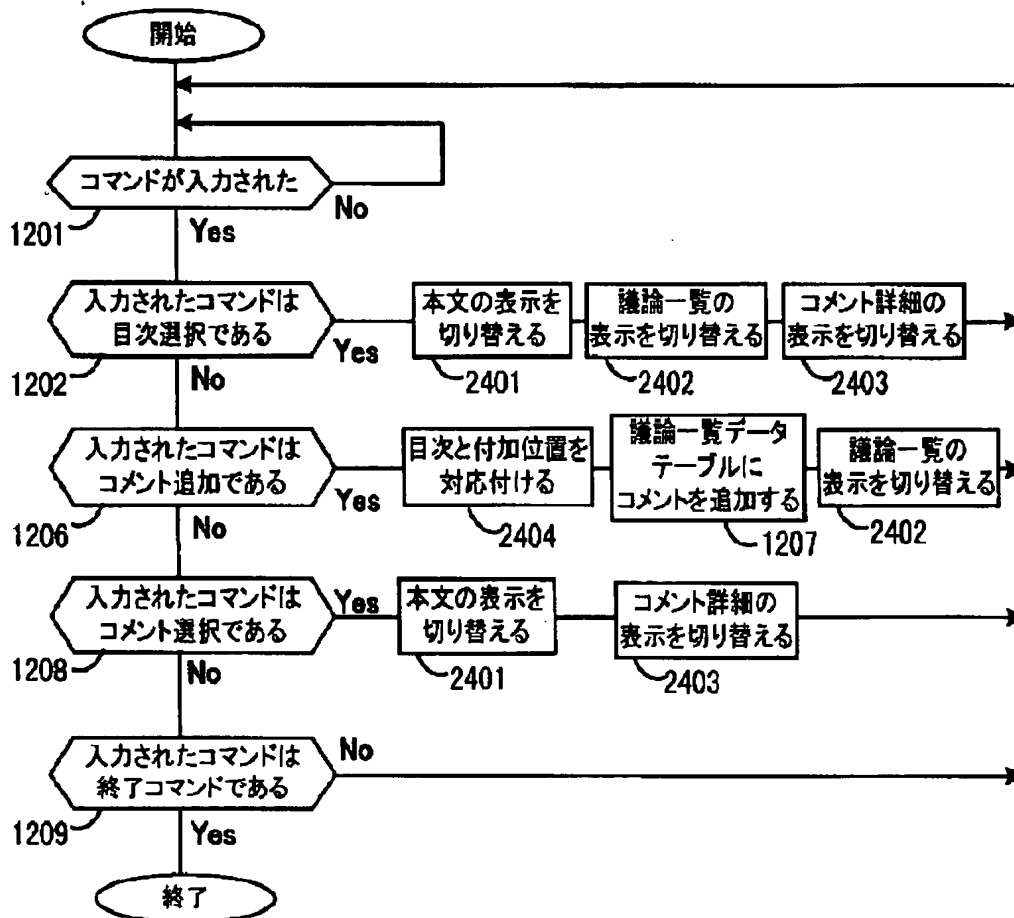 開始
コマンドが入力された
No
1201
Yes
入力されたコマンドは
目次選択である
Yes
1202
No
本文の表示を
切り替える
2401
議論一覧の
表示を切り替える
2402
コメント詳細の
表示を切り替える
2403
入力されたコマンドは
コメント追加である
Yes
1206
No
目次と付加位置を
対応付ける
2404
議論一覧データ
テーブルに
コメントを追加する
1207
議論一覧の
表示を切り替える
2402
入力されたコマンドは
コメント選択である
Yes
1208
No
本文の表示を
切り替える
2401
コメント詳細の
表示を切り替える
2403
入力されたコマンドは
終了コマンドである
No
1209
Yes
終了